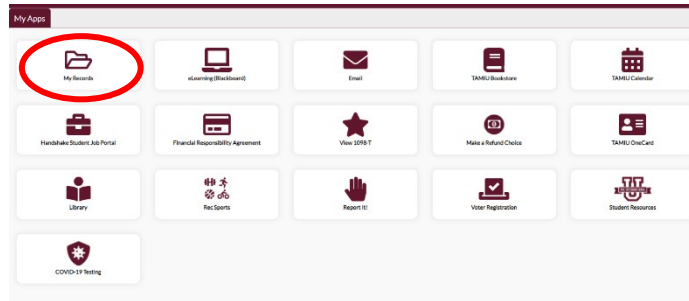 My Apps
My Records
eLearning (Blackboard)
Email
TAMIU Bookstore
TAMIU Calendar
Handshake Student Job Portal
Financial Responsibility Agreement
View 1098-T
Make a Refund Choice
TAMIU OneCard
Library
Rec Sports
Report It!
Voter Registration
Student Resources
COVID-19 Testing